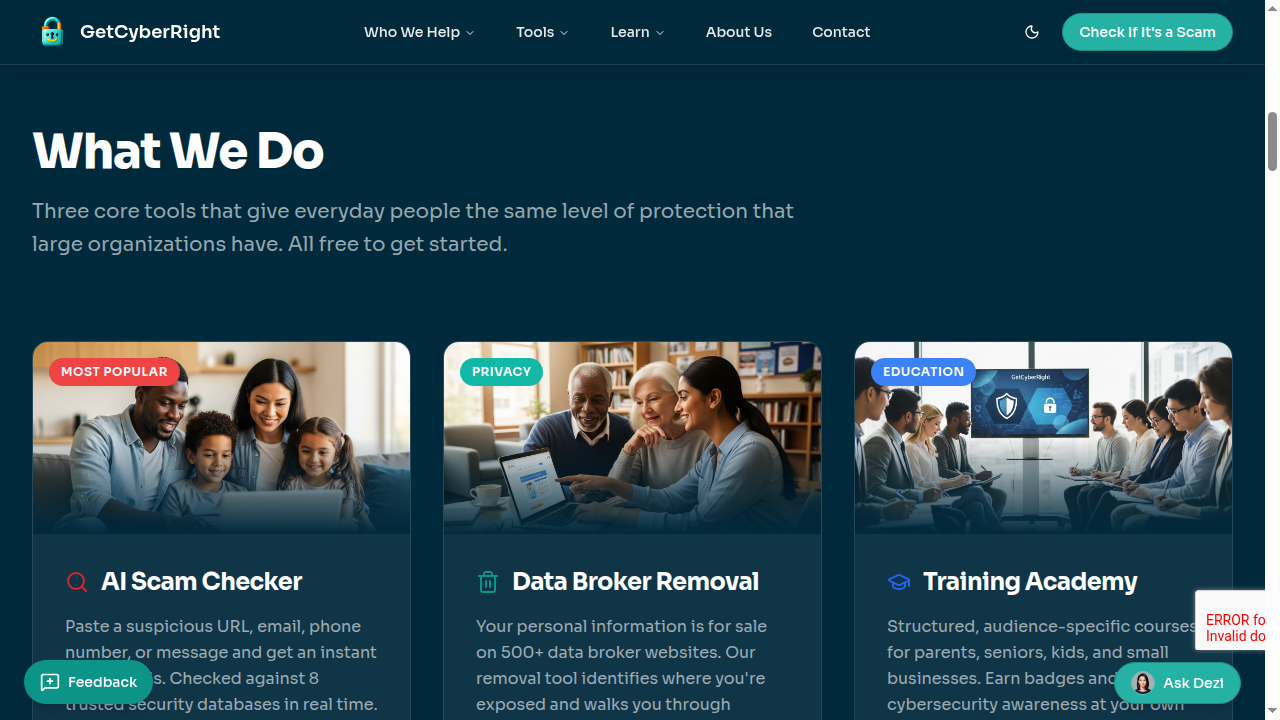 GetCyberRight
Who We Help
Tools
Learn
About Us
Contact
Check If It's a Scam
What We Do
Three core tools that give everyday people the same level of protection that
large organizations have. All free to get started.
MOST POPULAR
PRIVACY
EDUCATION
GetCyberRight
AI Scam Checker
Paste a suspicious URL, email, phone
number, or message and get an instant
s. Checked against 8
trusted security databases in real time.
Data Broker Removal
Your personal information is for sale
on 500+ data broker websites. Our
removal tool identifies where you're
exposed and walks you through
Training Academy
Structured, audience-specific courses
for parents, seniors, kids, and small
businesses. Earn badges and
cybersecurity awareness at your own
ERROR fo
Invalid do
Feedback
Ask Dezi